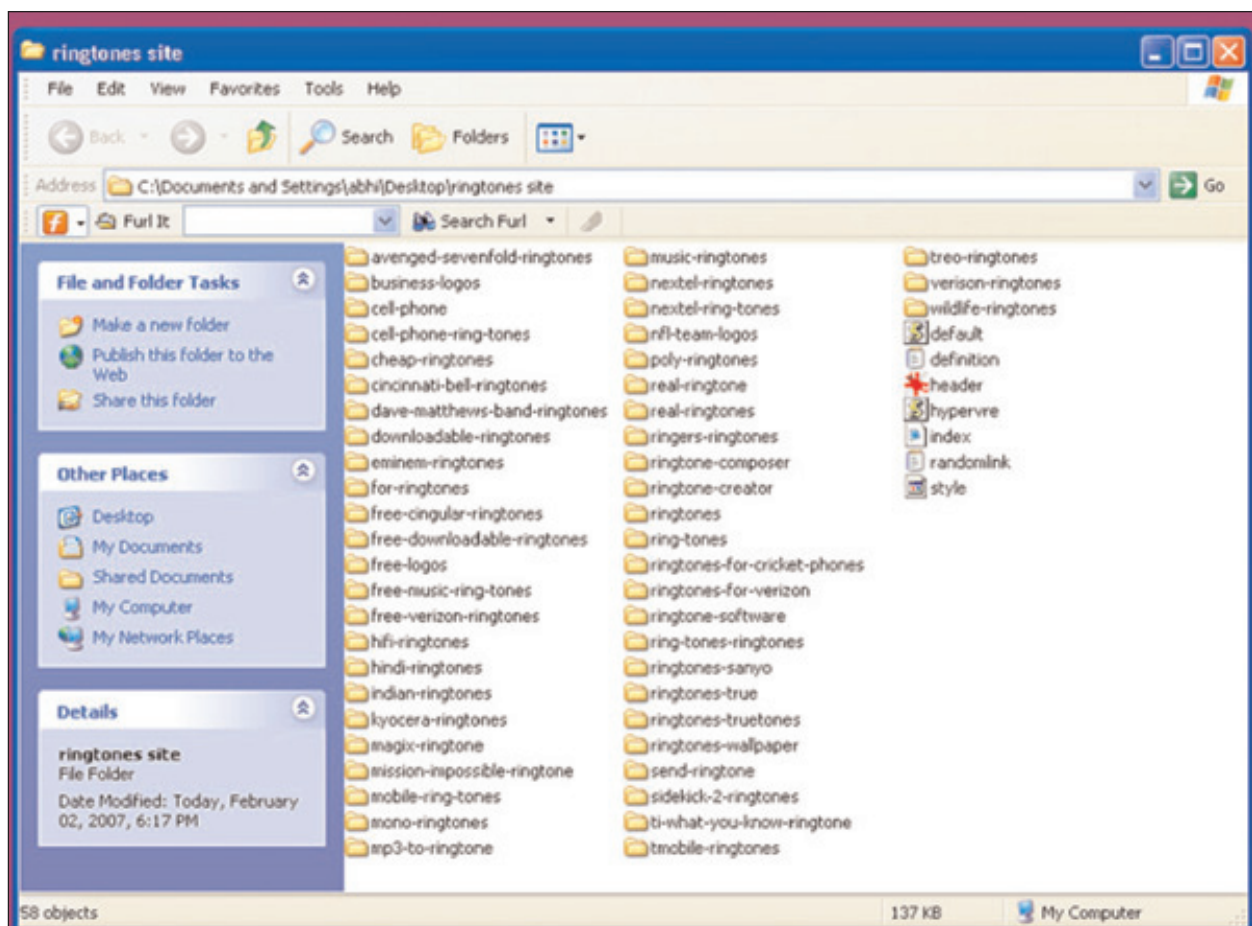 ringtones site
File Edit View Favorites Tools Help
Back Search Folders
Address C:\Documents and Settings\abhi\Desktop\ringtones site Go
Furl It Search Furl
File and Folder Tasks
Make a new folder
Publish this folder to the
Web
Share this folder
Other Places
Desktop
My Documents
Shared Documents
My Computer
My Network Places
Details
ringtones site
File Folder
Date Modified: Today, February
02, 2007, 6:17 PM
avenged-sevenfold-ringtones
business-logos
cell-phone
cell-phone-ring-tones
cheap-ringtones
cincinnati-bell-ringtones
dave-matthews-band-ringtones
downloadable-ringtones
eminem-ringtones
for-ringtones
free-cingular-ringtones
free-downloadable-ringtones
free-logos
free-music-ring-tones
free-verizon-ringtones
hifi-ringtones
hindi-ringtones
indian-ringtones
kyocera-ringtones
magix-ringtone
mission-impossible-ringtone
mobile-ring-tones
mono-ringtones
mp3-to-ringtone
music-ringtones
nextel-ringtones
nextel-ring-tones
nfl-team-logos
poly-ringtones
real-ringtone
real-ringtones
ringers-ringtones
ringtone-composer
ringtone-creator
ringtones
ring-tones
ringtones-for-cricket-phones
ringtones-for-verizon
ringtone-software
ring-tones-ringtones
ringtones-sanyo
ringtones-true
ringtones-truetones
ringtones-wallpaper
send-ringtone
sidekick-2-ringtones
ti-what-you-know-ringtone
tmobile-ringtones
treo-ringtones
verison-ringtones
wildlife-ringtones
default
definition
header
hypervre
index
randomlink
style
58 objects 137 KB My Computer